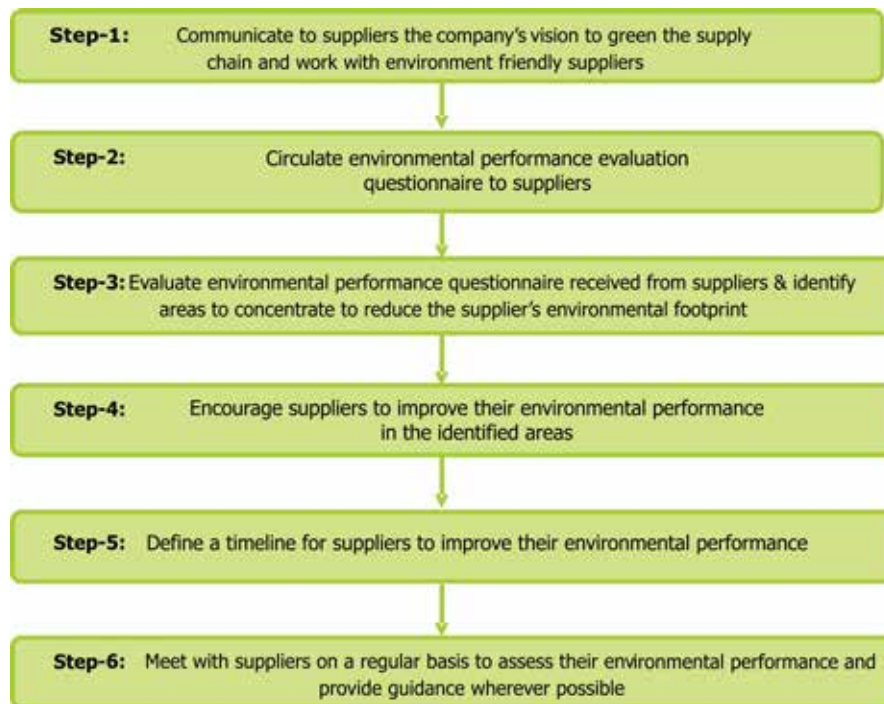 Step-1: Communicate to suppliers the company's vision to green the supply
chain and work with environment friendly suppliers
Step-2: Circulate environmental performance evaluation
questionnaire to suppliers
Step-3: Evaluate environmental performance questionnaire received from suppliers & identify
areas to concentrate to reduce the supplier's environmental footprint
Step-4: Encourage suppliers to improve their environmental performance
in the identified areas
Step-5: Define a timeline for suppliers to improve their environmental performance
Step-6: Meet with suppliers on a regular basis to assess their environmental performance and
provide guidance wherever possible